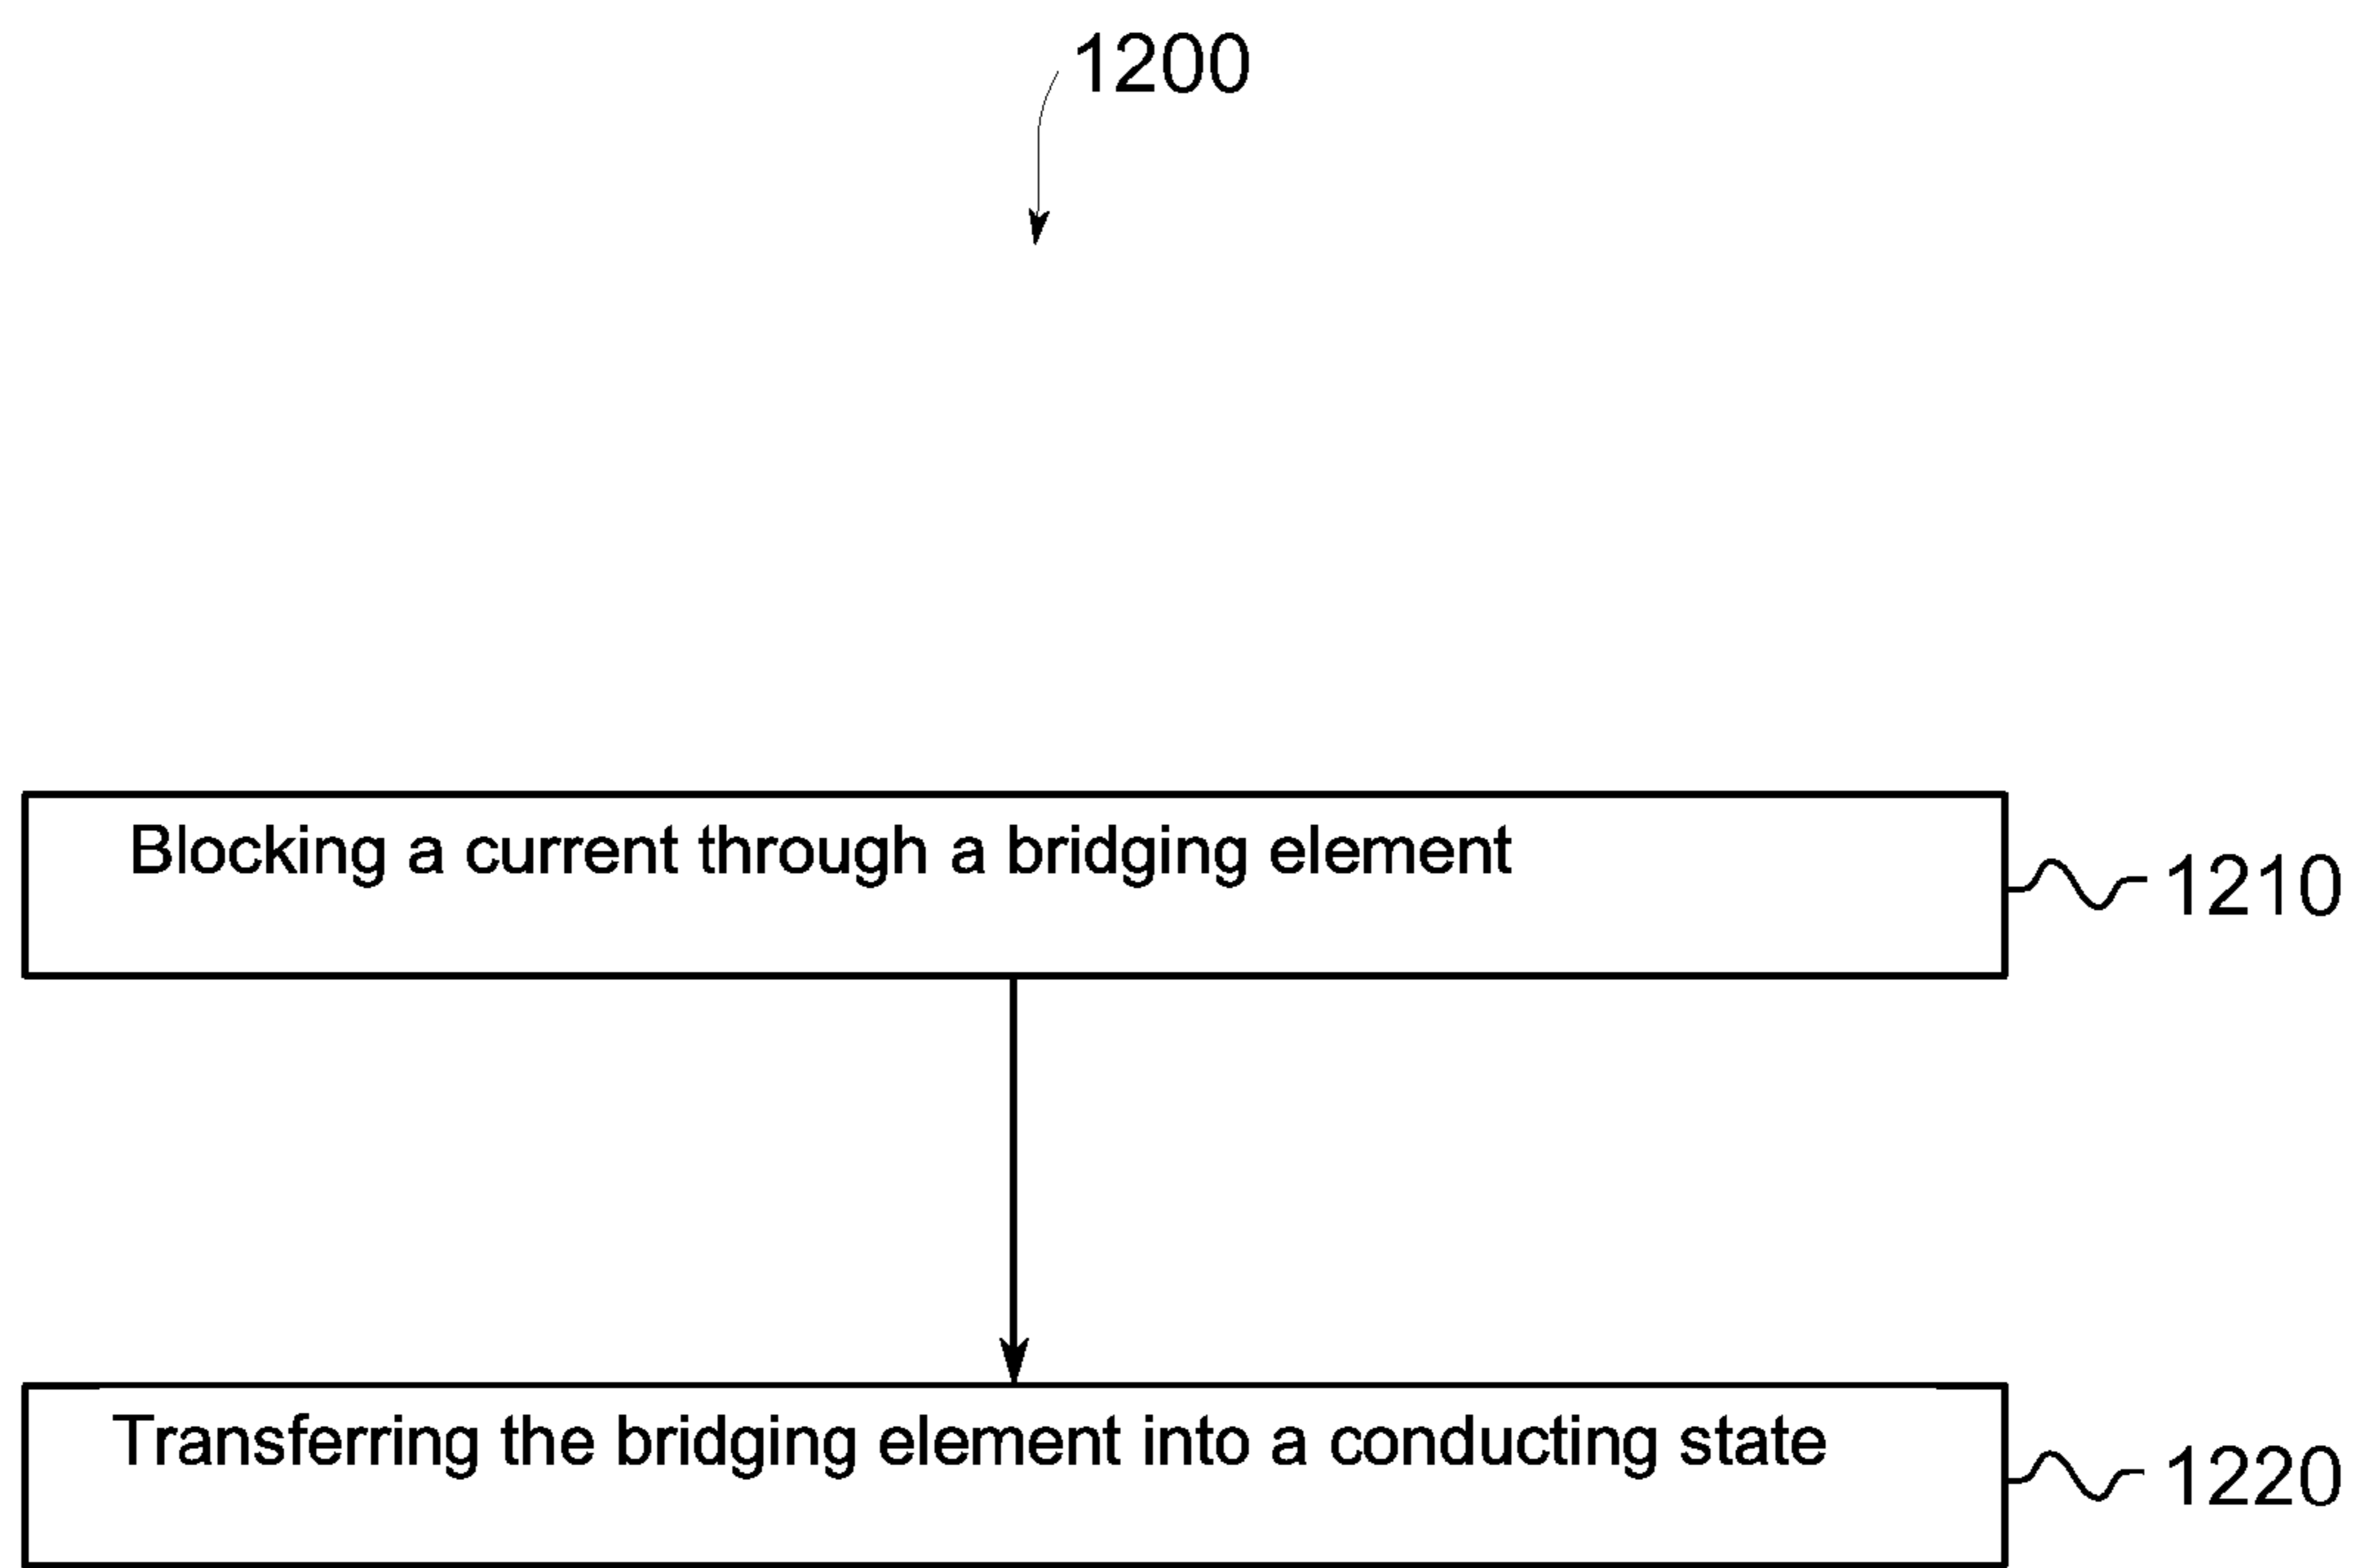 1200
Blocking a current through a bridging element
1210
Transferring the bridging element into a conducting state
1220